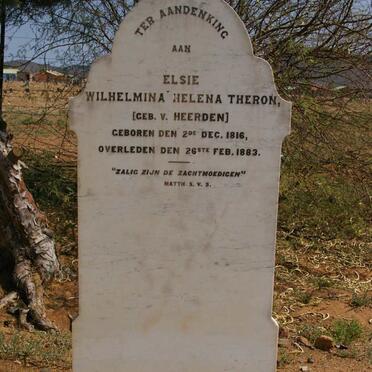 TER AANDENKING
AAN
ELSIE
WILHELMINA HELENA THERON,
[GEB. V. HEERDEN]
GEBOREN DEN 2DE DEC. 1816,
OVERLEDEN DEN 26STE FEB. 1883.
"ZALIG ZIJN DE ZACHTMOEDIGEN"
MATTH 5. V. 5.